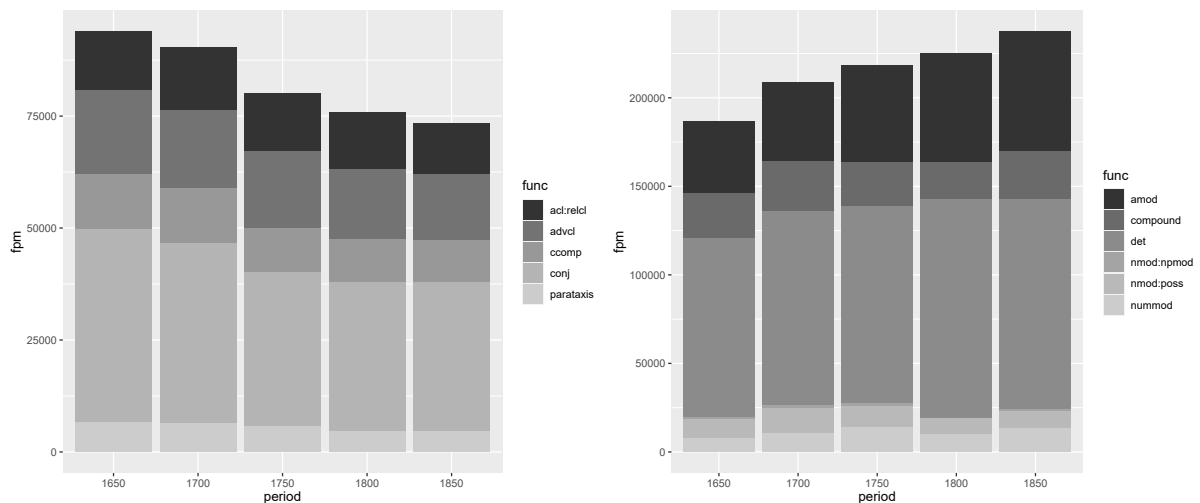 75000
50000
25000
0
fpm
1650
1700
1750
1800
1850
period
func
acl:relcl
advcl
ccomp
conj
parataxis
200000
150000
100000
50000
0
fpm
1650
1700
1750
1800
1850
period
func
amod
compound
det
nmod:npmod
nmod:poss
nummod